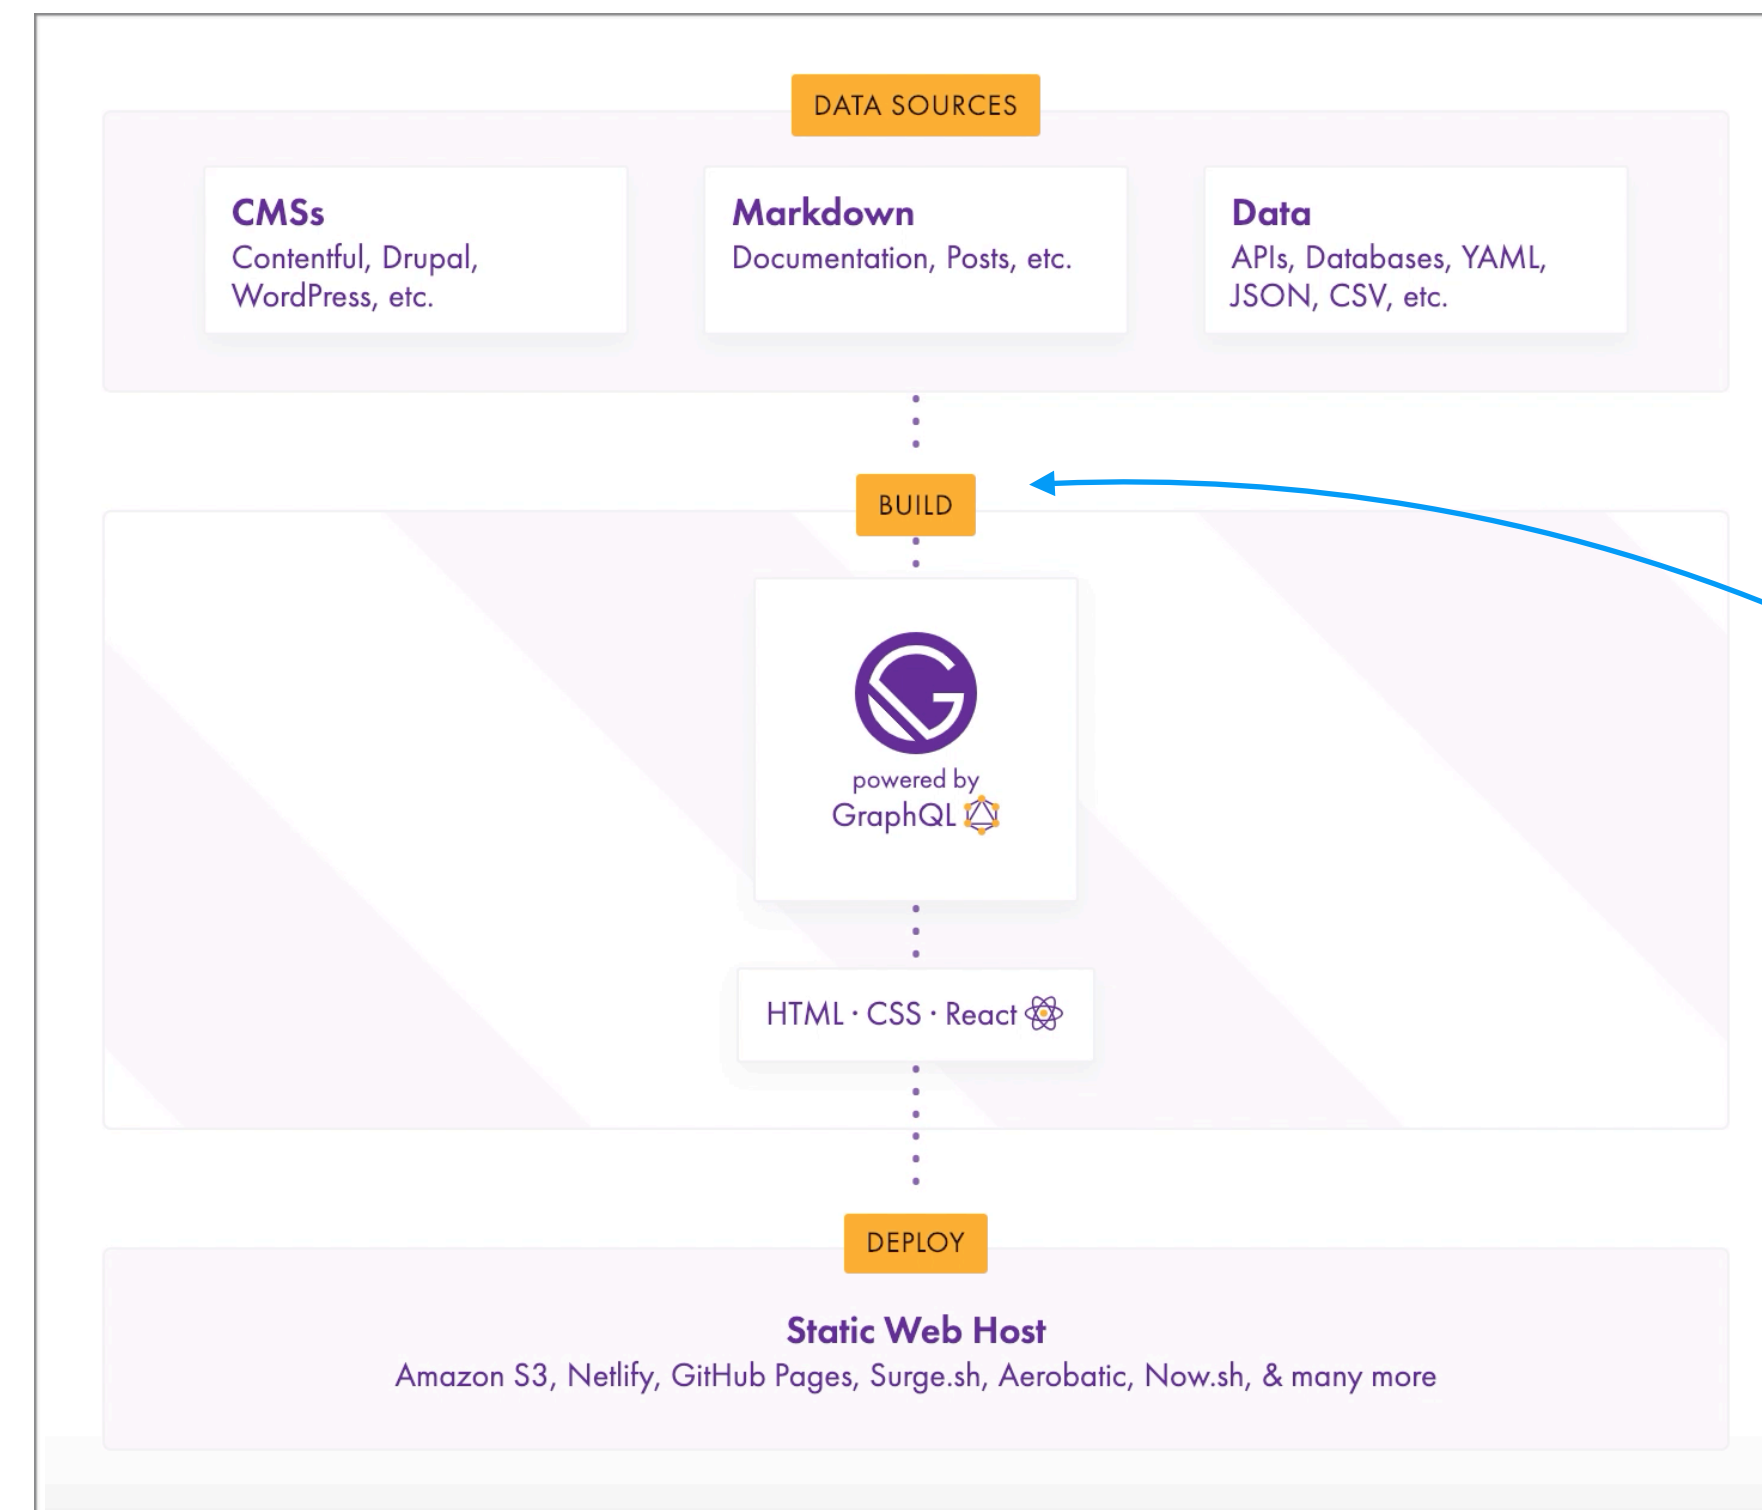 DATA SOURCES
CMSs
Contentful, Drupal,
WordPress, etc.
Markdown
Documentation, Posts, etc.
Data
APIs, Databases, YAML,
JSON, CSV, etc.
BUILD
powered by
GraphQL
HTML · CSS · React
DEPLOY
Static Web Host
Amazon S3, Netlify, GitHub Pages, Surge.sh, Aerobatic, Now.sh, & many more